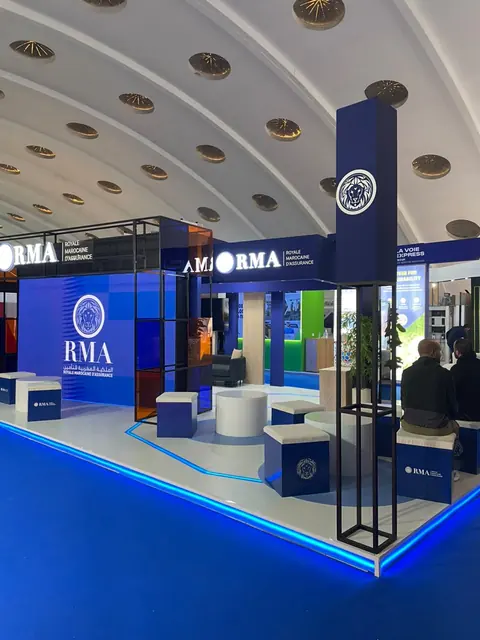 RMA
ROYALE
MAROCAINE
D'ASSURANCE
RMA
ROYALE
MAROCAINE
D'ASSURANCE
LA VOIE
EXPRESS
RMA
الملكية المغربية للتأمين
ROYALE MAROCAINE D'ASSURANCE
RMA
RMA